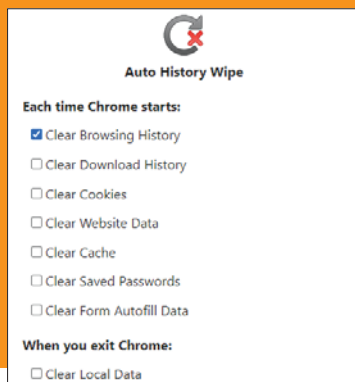 Auto History Wipe
Each time Chrome starts:
Clear Browsing History
Clear Download History
Clear Cookies
Clear Website Data
Clear Cache
Clear Saved Passwords
Clear Form Autofill Data
When you exit Chrome:
Clear Local Data